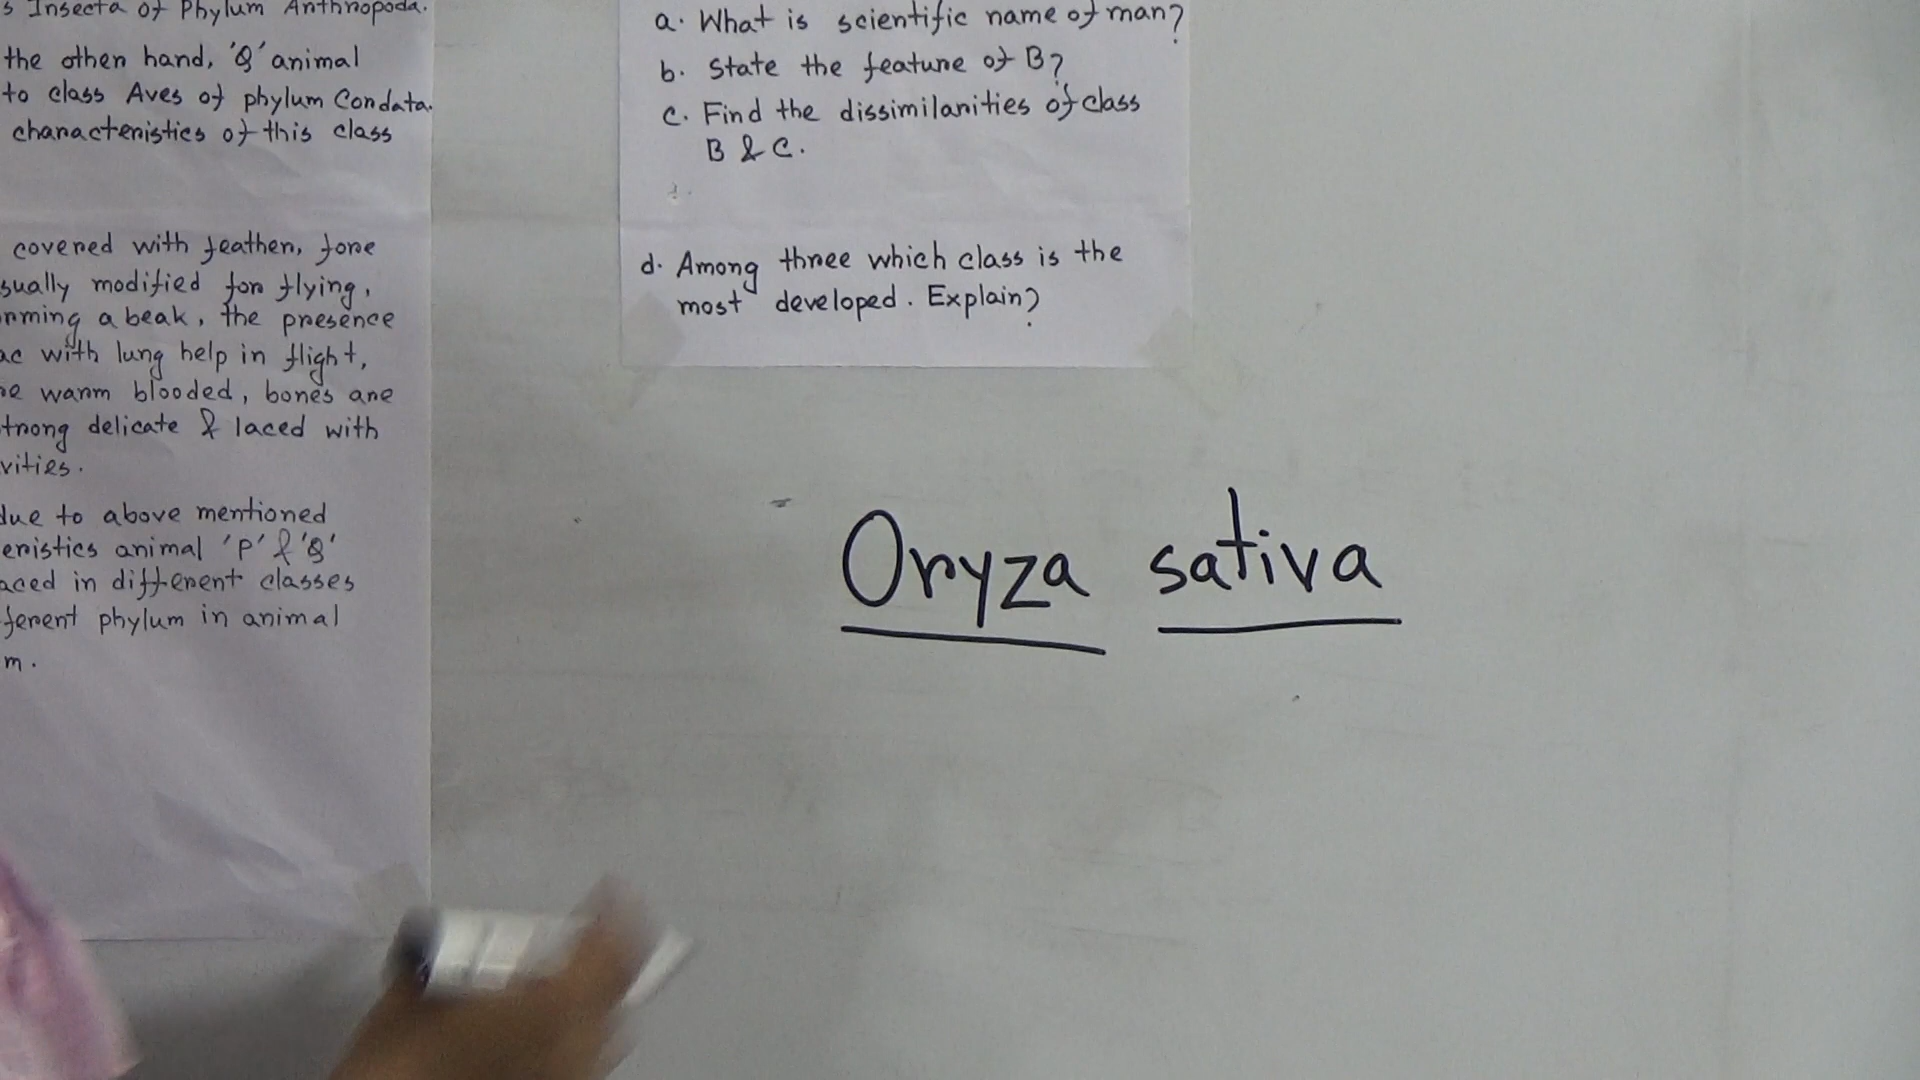 s Insecta of Phylum Arthropoda.
the other hand, 'Q' animal
to class Aves of phylum Cordata.
characteristics of this class
covered with feather, fore
sually modified for flying,
rming a beak, the presence
ac with lung help in flight,
re warm blooded, bones are
trong delicate & laced with
vities.
due to above mentioned
eristics animal 'P' & 'Q'
aced in different classes
ferent phylum in animal
m.
a. What is scientific name of man?
b. State the feature of B?
c. Find the dissimilarities of class
B & C.
d. Among three which class is the
most developed. Explain?
Oryza sativa